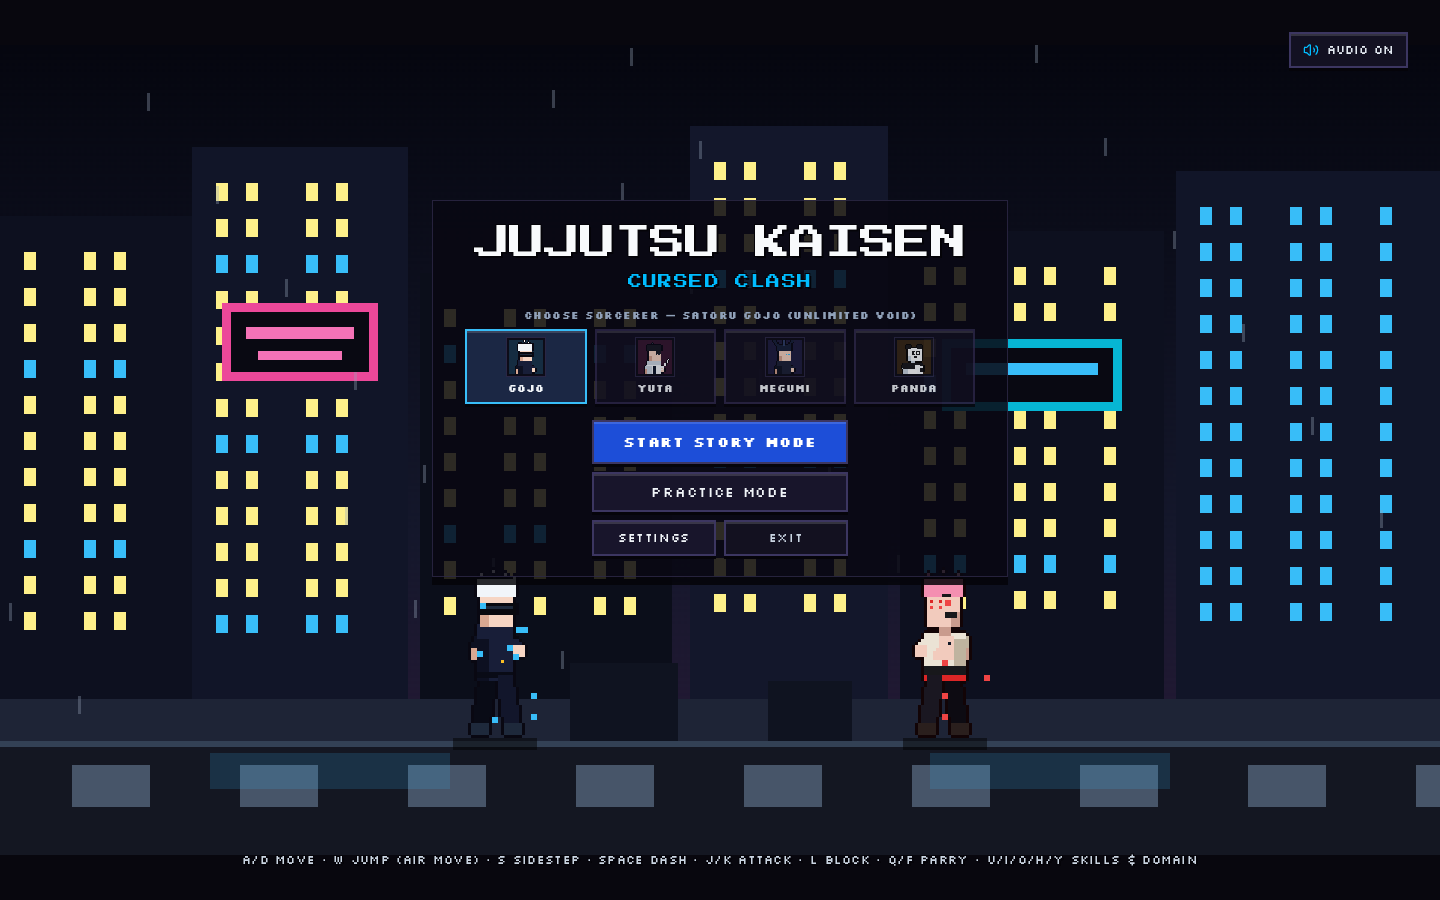 AUDIO ON
JUJUTSU KAISEN
CURSED CLASH
CHOOSE SORCERER — SATORU GOJO (UNLIMITED VOID)
GOJO
YUTA
MEGUMI
PANDA
START STORY MODE
PRACTICE MODE
SETTINGS
EXIT
A/D MOVE · W JUMP (AIR MOVE) · S SIDESTEP · SPACE DASH · J/K ATTACK · L BLOCK · Q/F PARRY · U/I/O/H/Y SKILLS & DOMAIN